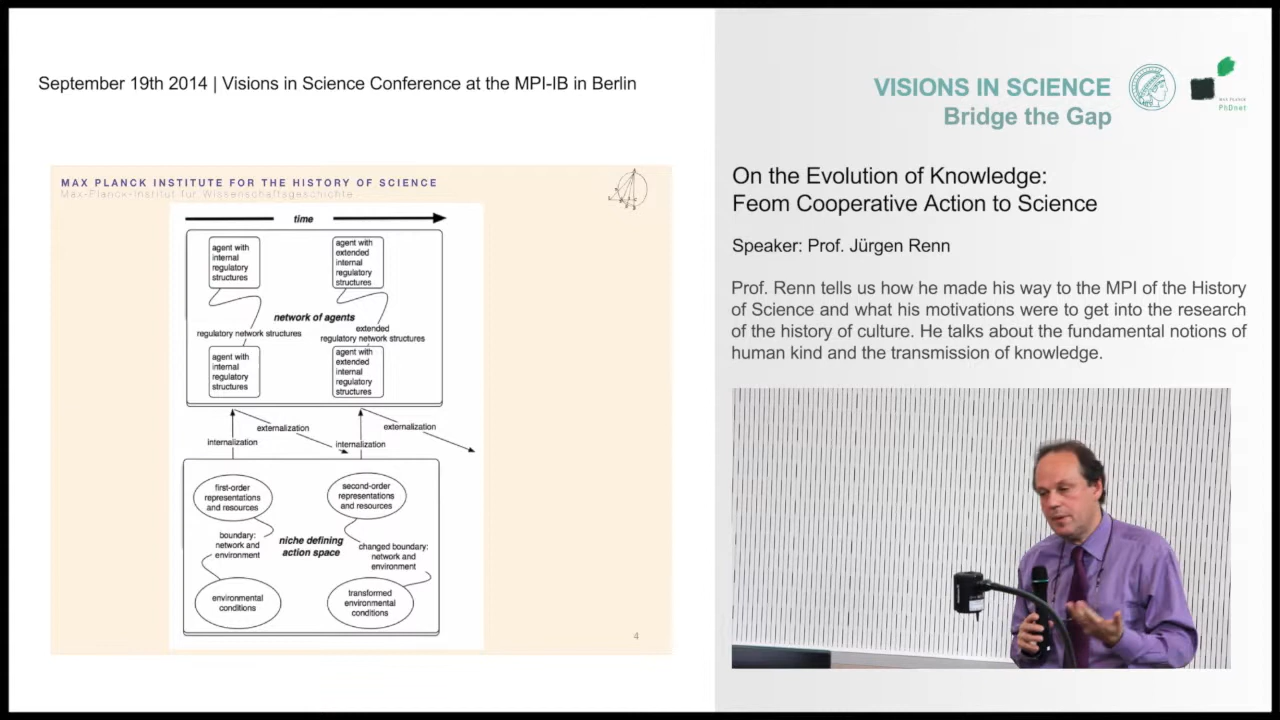 September 19th 2014 | Visions in Science Conference at the MPI-IB in Berlin
VISIONS IN SCIENCE
Bridge the Gap
MAX PLANCK
PhDnet
MAX PLANCK INSTITUTE FOR THE HISTORY OF SCIENCE
Max-Planck-Institut für Wissenschaftsgeschichte
time
agent with
internal
regulatory
structures
agent with
extended
internal
regulatory
structures
network of agents
regulatory network structures
extended
regulatory network structures
agent with
internal
regulatory
structures
agent with
extended
internal
regulatory
structures
externalization
externalization
internalization
internalization
first-order
representations
and resources
second-order
representations
and resources
boundary:
network and
environment
niche defining
action space
changed boundary:
network and
environment
environmental
conditions
transformed
environmental
conditions
4
On the Evolution of Knowledge:
Feom Cooperative Action to Science
Speaker: Prof. Jürgen Renn
Prof. Renn tells us how he made his way to the MPI of the History
of Science and what his motivations were to get into the research
of the history of culture. He talks about the fundamental notions of
human kind and the transmission of knowledge.